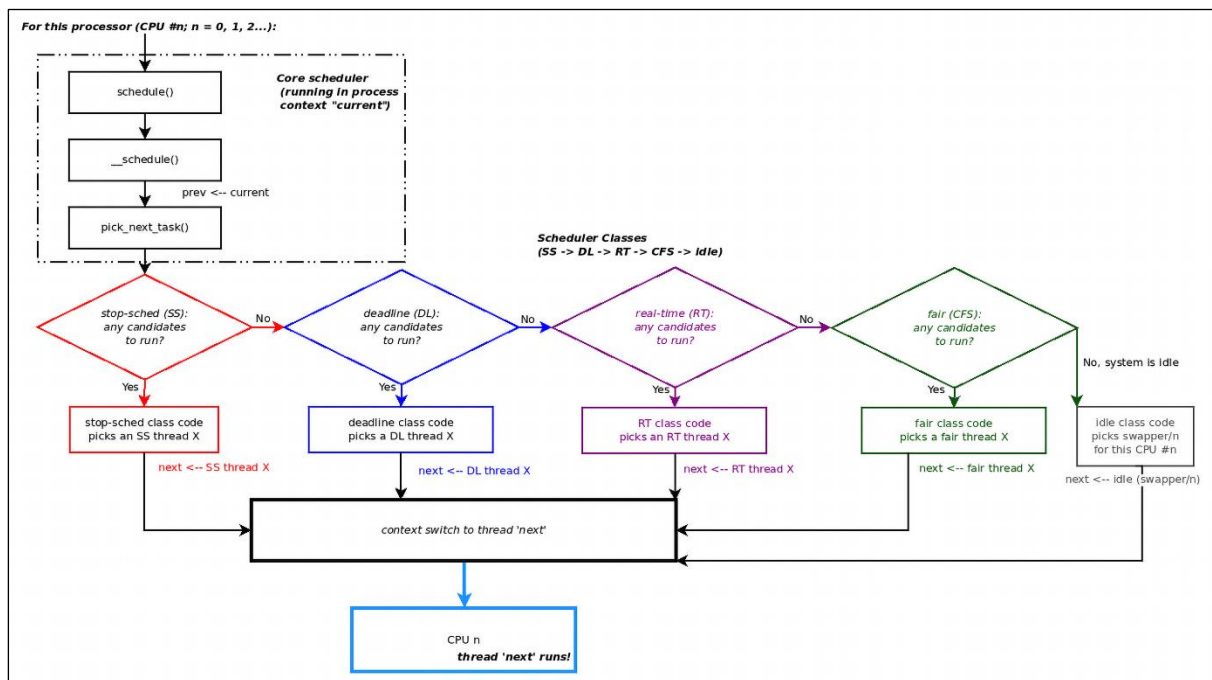 For this processor (CPU #n; n = 0, 1, 2...):
Core scheduler
(running in process
context "current")
schedule()
__schedule()
prev <-- current
pick_next_task()
Scheduler Classes
(SS -> DL -> RT -> CFS -> idle)
stop-sched (SS):
any candidates
to run?
No
deadline (DL):
any candidates
to run?
No
real-time (RT):
any candidates
to run?
No
fair (CFS):
any candidates
to run?
No, system is idle
Yes
Yes
Yes
Yes
stop-sched class code
picks an SS thread X
deadline class code
picks a DL thread X
RT class code
picks an RT thread X
fair class code
picks a fair thread X
idle class code
picks swapper/n
for this CPU #n
next <-- SS thread X
next <-- DL thread X
next <-- RT thread X
next <-- fair thread X
next <-- idle (swapper/n)
context switch to thread 'next'
CPU n
thread 'next' runs!